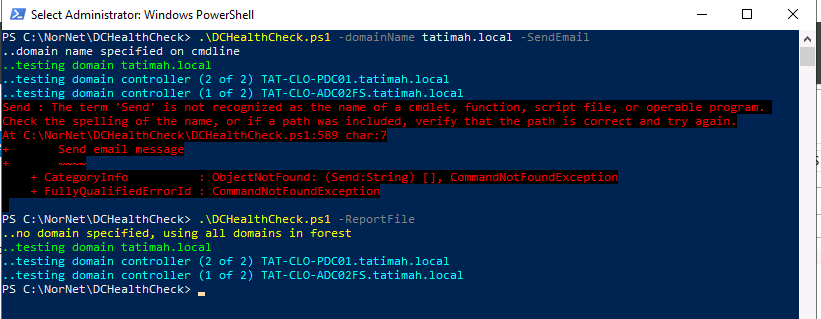 Select Administrator: Windows PowerShell
PS C:\NorNet\DCHealthCheck> .\DCHealthCheck.ps1 -domainName tatimah.local -SendEmail
..domain name specified on cmdline
..testing domain tatimah.local
..testing domain controller (2 of 2) TAT-CLO-PDC01.tatimah.local
..testing domain controller (1 of 2) TAT-CLO-ADC02FS.tatimah.local
Send : The term 'Send' is not recognized as the name of a cmdlet, function, script file, or operable program.
Check the spelling of the name, or if a path was included, verify that the path is correct and try again.
At C:\NorNet\DCHealthCheck\DCHealthCheck.ps1:589 char:7
+       Send email message
+       ~~~~
    + CategoryInfo          : ObjectNotFound: (Send:String) [], CommandNotFoundException
    + FullyQualifiedErrorId : CommandNotFoundException
PS C:\NorNet\DCHealthCheck> .\DCHealthCheck.ps1 -ReportFile
..no domain specified, using all domains in forest
..testing domain tatimah.local
..testing domain controller (2 of 2) TAT-CLO-PDC01.tatimah.local
..testing domain controller (1 of 2) TAT-CLO-ADC02FS.tatimah.local
PS C:\NorNet\DCHealthCheck>